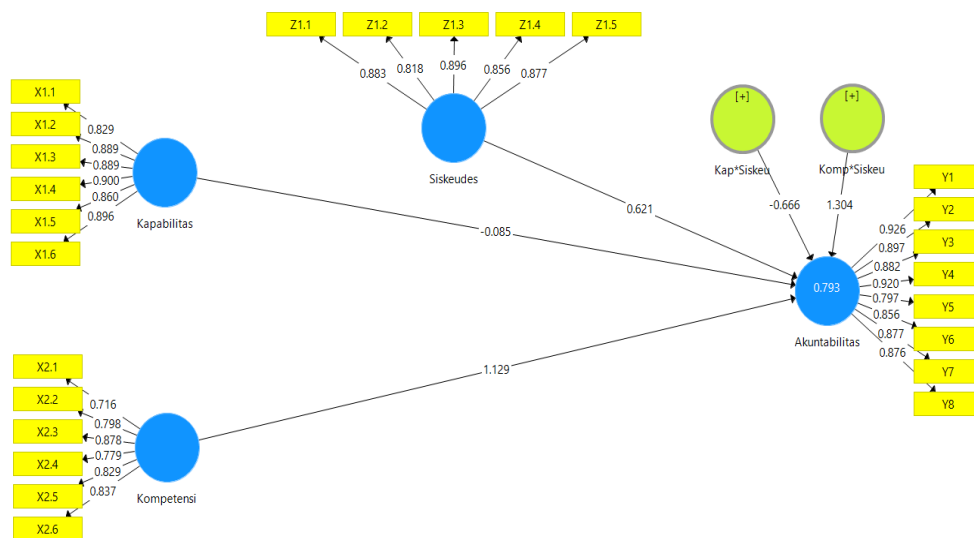 Z1.1 Z1.2 Z1.3 Z1.4 Z1.5
0.883 0.818 0.896 0.856 0.877
Siskeudes
X1.1
X1.2
X1.3
X1.4
X1.5
X1.6
0.829
0.889
0.889
0.900
0.860
0.896
Kapabilitas
[+] [+]
Kap*Siskeu Komp*Siskeu
-0.666 1.304
0.621
-0.085
1.129
X2.1
X2.2
X2.3
X2.4
X2.5
X2.6
0.716
0.798
0.878
0.779
0.829
0.837
Kompetensi
0.793
Akuntabilitas
0.926
0.897
0.882
0.920
0.797
0.856
0.877
0.876
Y1
Y2
Y3
Y4
Y5
Y6
Y7
Y8